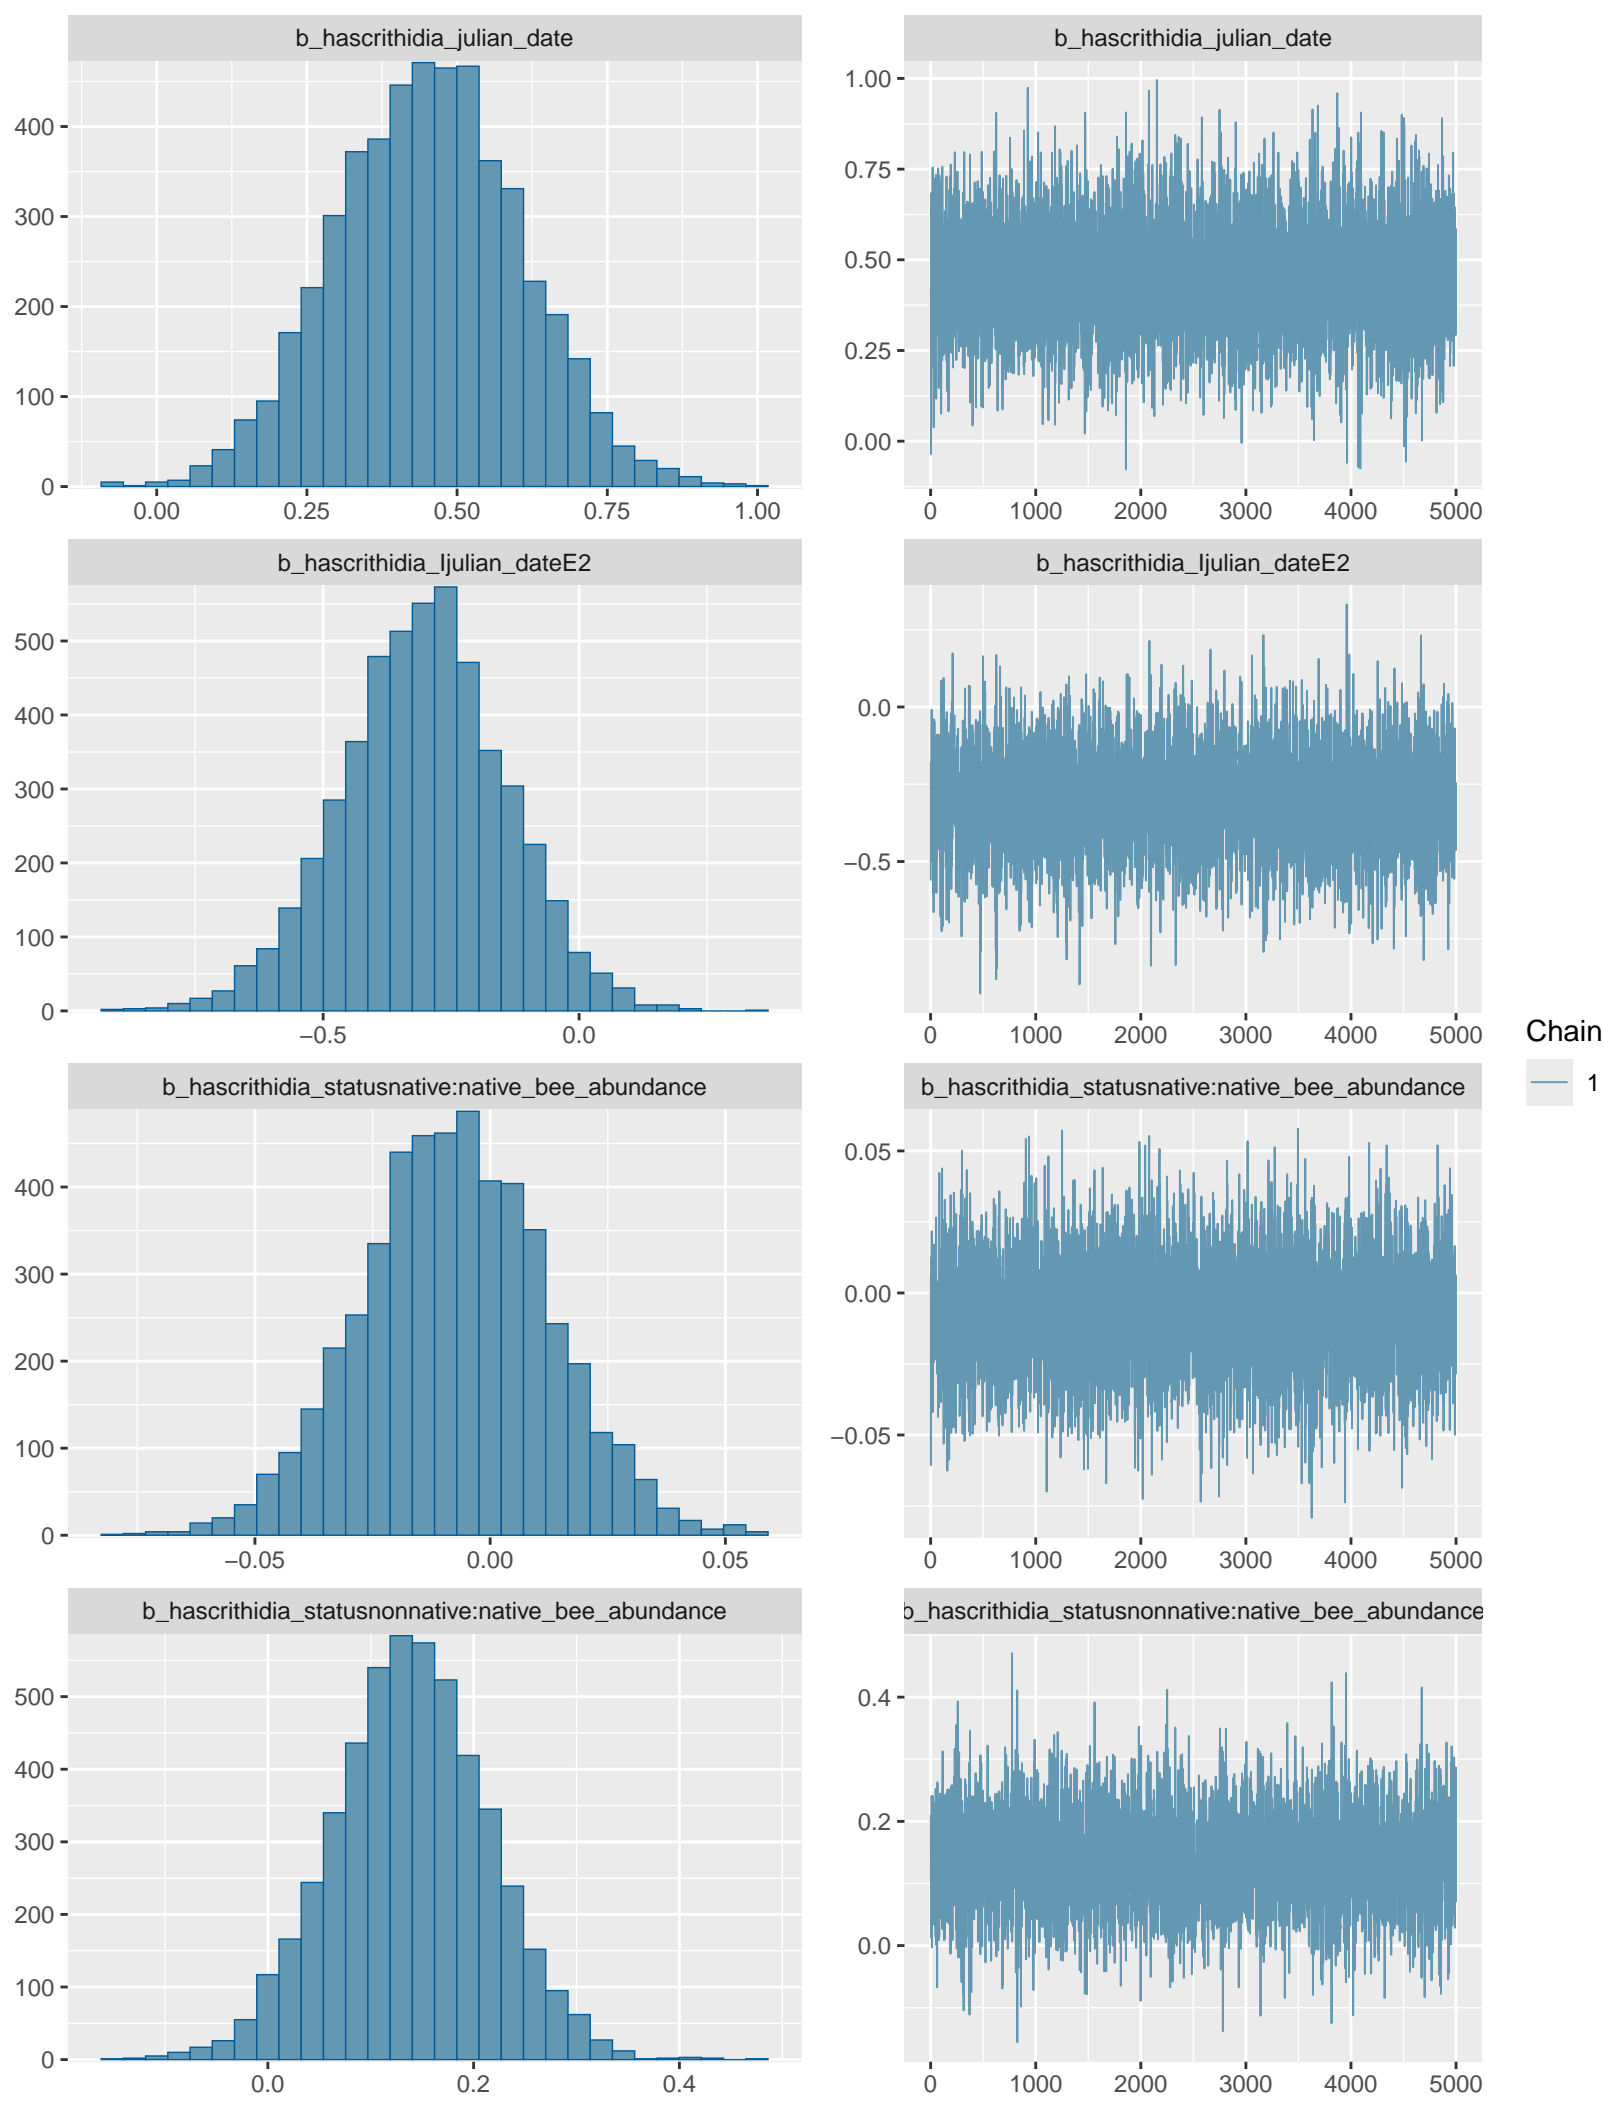 b_hascrithidia_julian_date
b_hascrithidia_julian_date
400
300
200
100
0
0.00 0.25 0.50 0.75 1.00
1.00
0.75
0.50
0.25
0.00
0 1000 2000 3000 4000 5000
b_hascrithidia_Ijulian_dateE2
b_hascrithidia_Ijulian_dateE2
500
400
300
200
100
0
−0.5 0.0
0.0
−0.5
0 1000 2000 3000 4000 5000
b_hascrithidia_statusnative:native_bee_abundance
b_hascrithidia_statusnative:native_bee_abundance
400
300
200
100
0
−0.05 0.00 0.05
0.05
0.00
−0.05
0 1000 2000 3000 4000 5000
b_hascrithidia_statusnonnative:native_bee_abundance
b_hascrithidia_statusnonnative:native_bee_abundance
500
400
300
200
100
0
0.0 0.2 0.4
0.4
0.2
0.0
0 1000 2000 3000 4000 5000
Chain
1